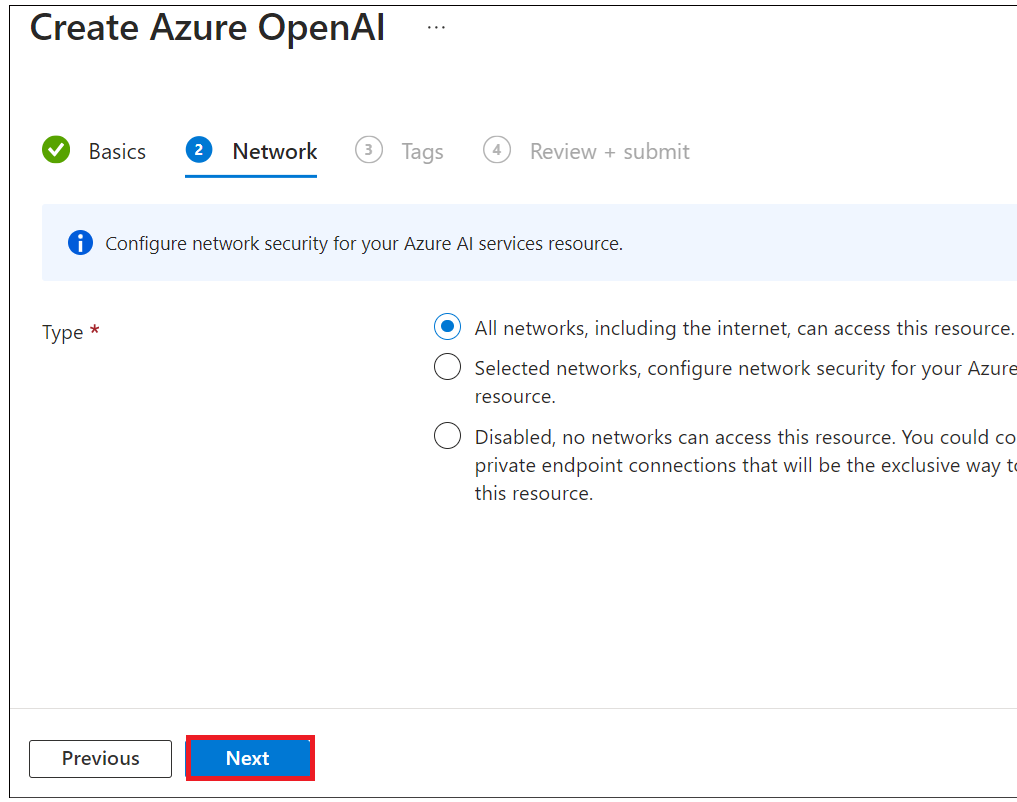 Create Azure OpenAI ...
Basics 2 Network 3 Tags 4 Review + submit
Configure network security for your Azure AI services resource.
Type *
All networks, including the internet, can access this resource.
Selected networks, configure network security for your Azure
resource.
Disabled, no networks can access this resource. You could co
private endpoint connections that will be the exclusive way to
this resource.
Previous Next